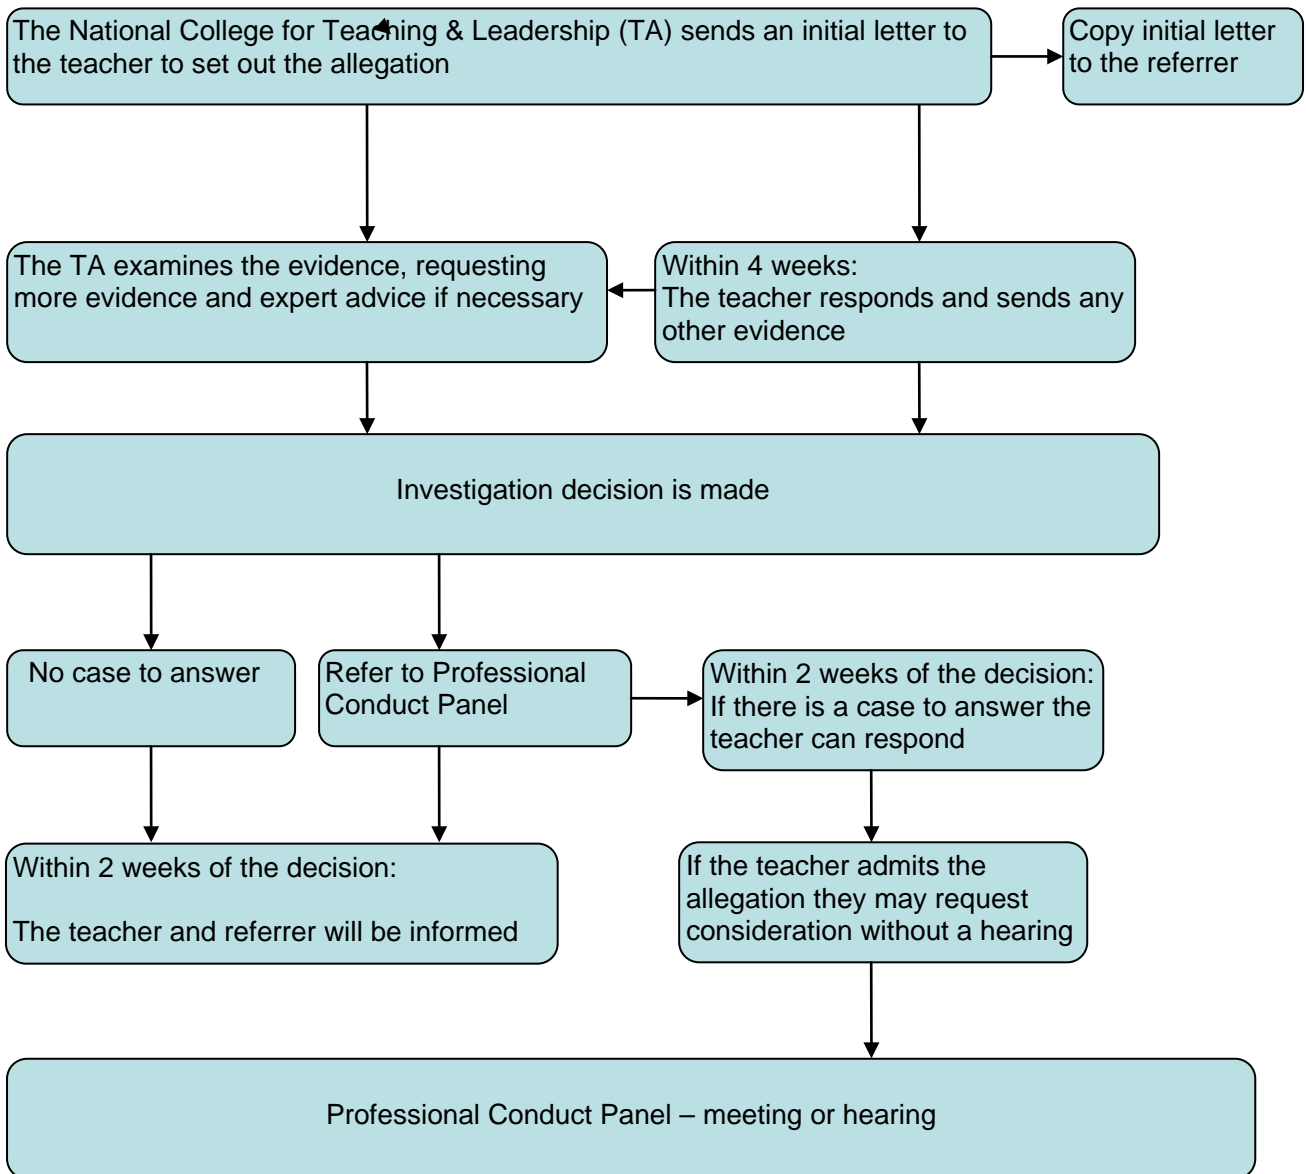 The National College for Teaching & Leadership (TA) sends an initial letter to
the teacher to set out the allegation
Copy initial letter
to the referrer
The TA examines the evidence, requesting
more evidence and expert advice if necessary
Within 4 weeks:
The teacher responds and sends any
other evidence
Investigation decision is made
No case to answer
Refer to Professional
Conduct Panel
Within 2 weeks of the decision:
If there is a case to answer the
teacher can respond
Within 2 weeks of the decision:
The teacher and referrer will be informed
If the teacher admits the
allegation they may request
consideration without a hearing
Professional Conduct Panel – meeting or hearing